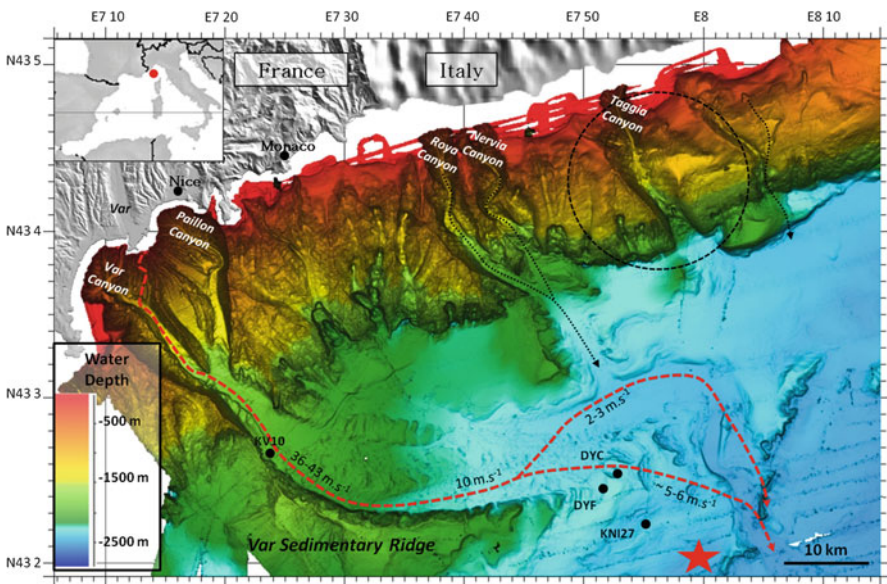 E7 10 E7 20 E7 30 E7 40 E7 50 E8 E8 10
N43 5
N43 4
N43 3
N43 2
France
Italy
Monaco
Nice
Var
Paillon
Canyon
Var
Canyon
Roya
Canyon
Nervia
Canyon
Taggia
Canyon
Water
Depth
-500 m
-1500 m
-2500 m
KV10
36-43 m.s-1
10 m.s-1
2-3 m.s-1
~ 5-6 m.s-1
DYC
DYF
KNI27
Var Sedimentary Ridge
10 km